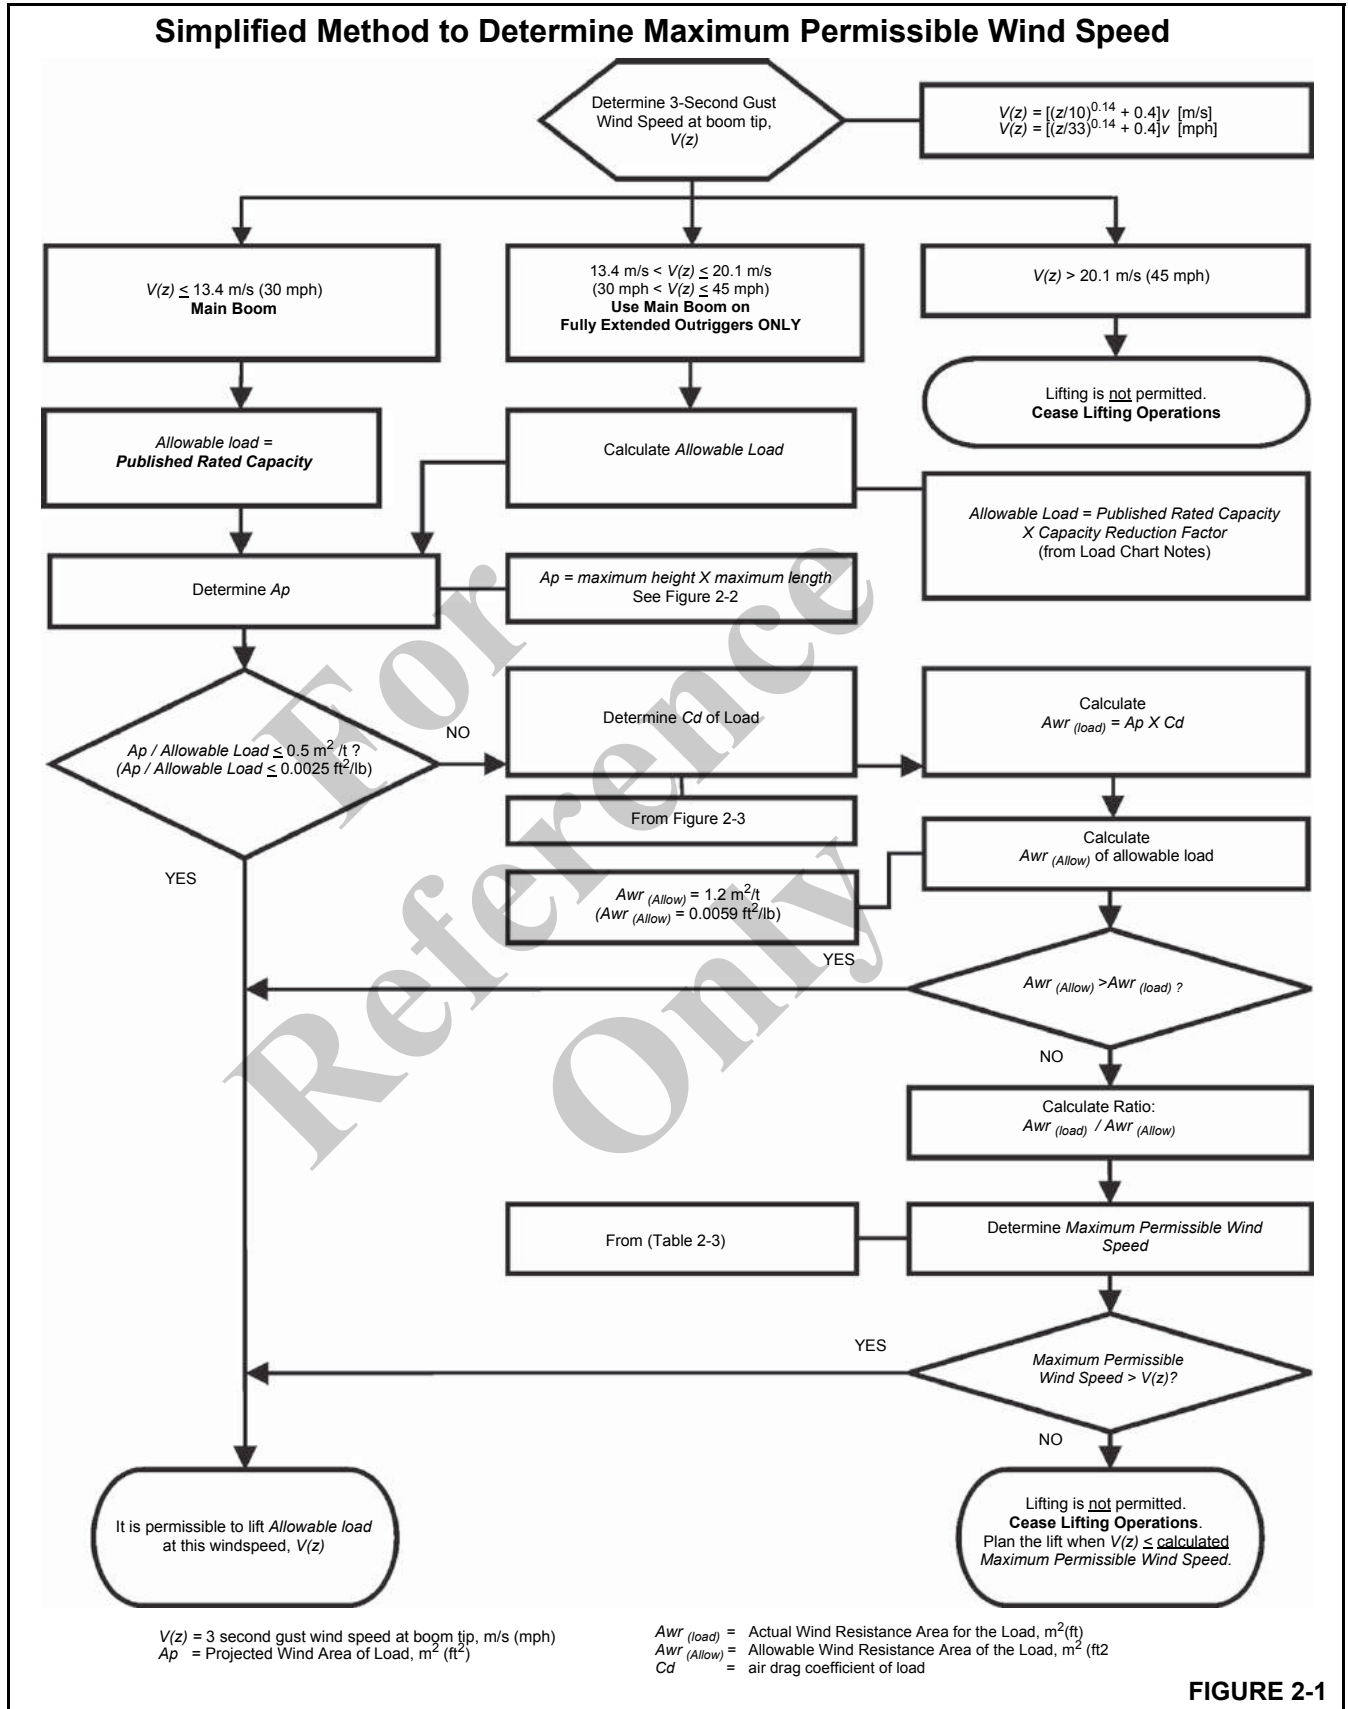 Simplified Method to Determine Maximum Permissible Wind Speed
Determine 3-Second Gust
Wind Speed at boom tip,
V(z)
V(z) = [(z/10)^0.14 + 0.4]v [m/s]
V(z) = [(z/33)^0.14 + 0.4]v [mph]
V(z) ≤ 13.4 m/s (30 mph)
Main Boom
13.4 m/s < V(z) ≤ 20.1 m/s
(30 mph < V(z) ≤ 45 mph)
Use Main Boom on
Fully Extended Outriggers ONLY
V(z) > 20.1 m/s (45 mph)
Lifting is not permitted.
Cease Lifting Operations
Allowable load =
Published Rated Capacity
Calculate Allowable Load
Allowable Load = Published Rated Capacity
X Capacity Reduction Factor
(from Load Chart Notes)
Determine Ap
Ap = maximum height X maximum length
See Figure 2-2
Ap / Allowable Load ≤ 0.5 m² /t ?
(Ap / Allowable Load ≤ 0.0025 ft²/lb)
NO
YES
Determine Cd of Load
From Figure 2-3
Calculate
Awr (load) = Ap X Cd
Calculate
Awr (Allow) of allowable load
Awr (Allow) = 1.2 m²/t
(Awr (Allow) = 0.0059 ft²/lb)
YES
Awr (Allow) >Awr (load) ?
NO
Calculate Ratio:
Awr (load) / Awr (Allow)
From (Table 2-3)
Determine Maximum Permissible Wind
Speed
YES
Maximum Permissible
Wind Speed > V(z)?
NO
It is permissible to lift Allowable load
at this windspeed, V(z)
Lifting is not permitted.
Cease Lifting Operations.
Plan the lift when V(z) ≤ calculated
Maximum Permissible Wind Speed.
V(z) = 3 second gust wind speed at boom tip, m/s (mph)
Ap = Projected Wind Area of Load, m² (ft²)
Awr (load) = Actual Wind Resistance Area for the Load, m²(ft)
Awr (Allow) = Allowable Wind Resistance Area of the Load, m² (ft2
Cd = air drag coefficient of load
FIGURE 2-1
For
Reference
Only